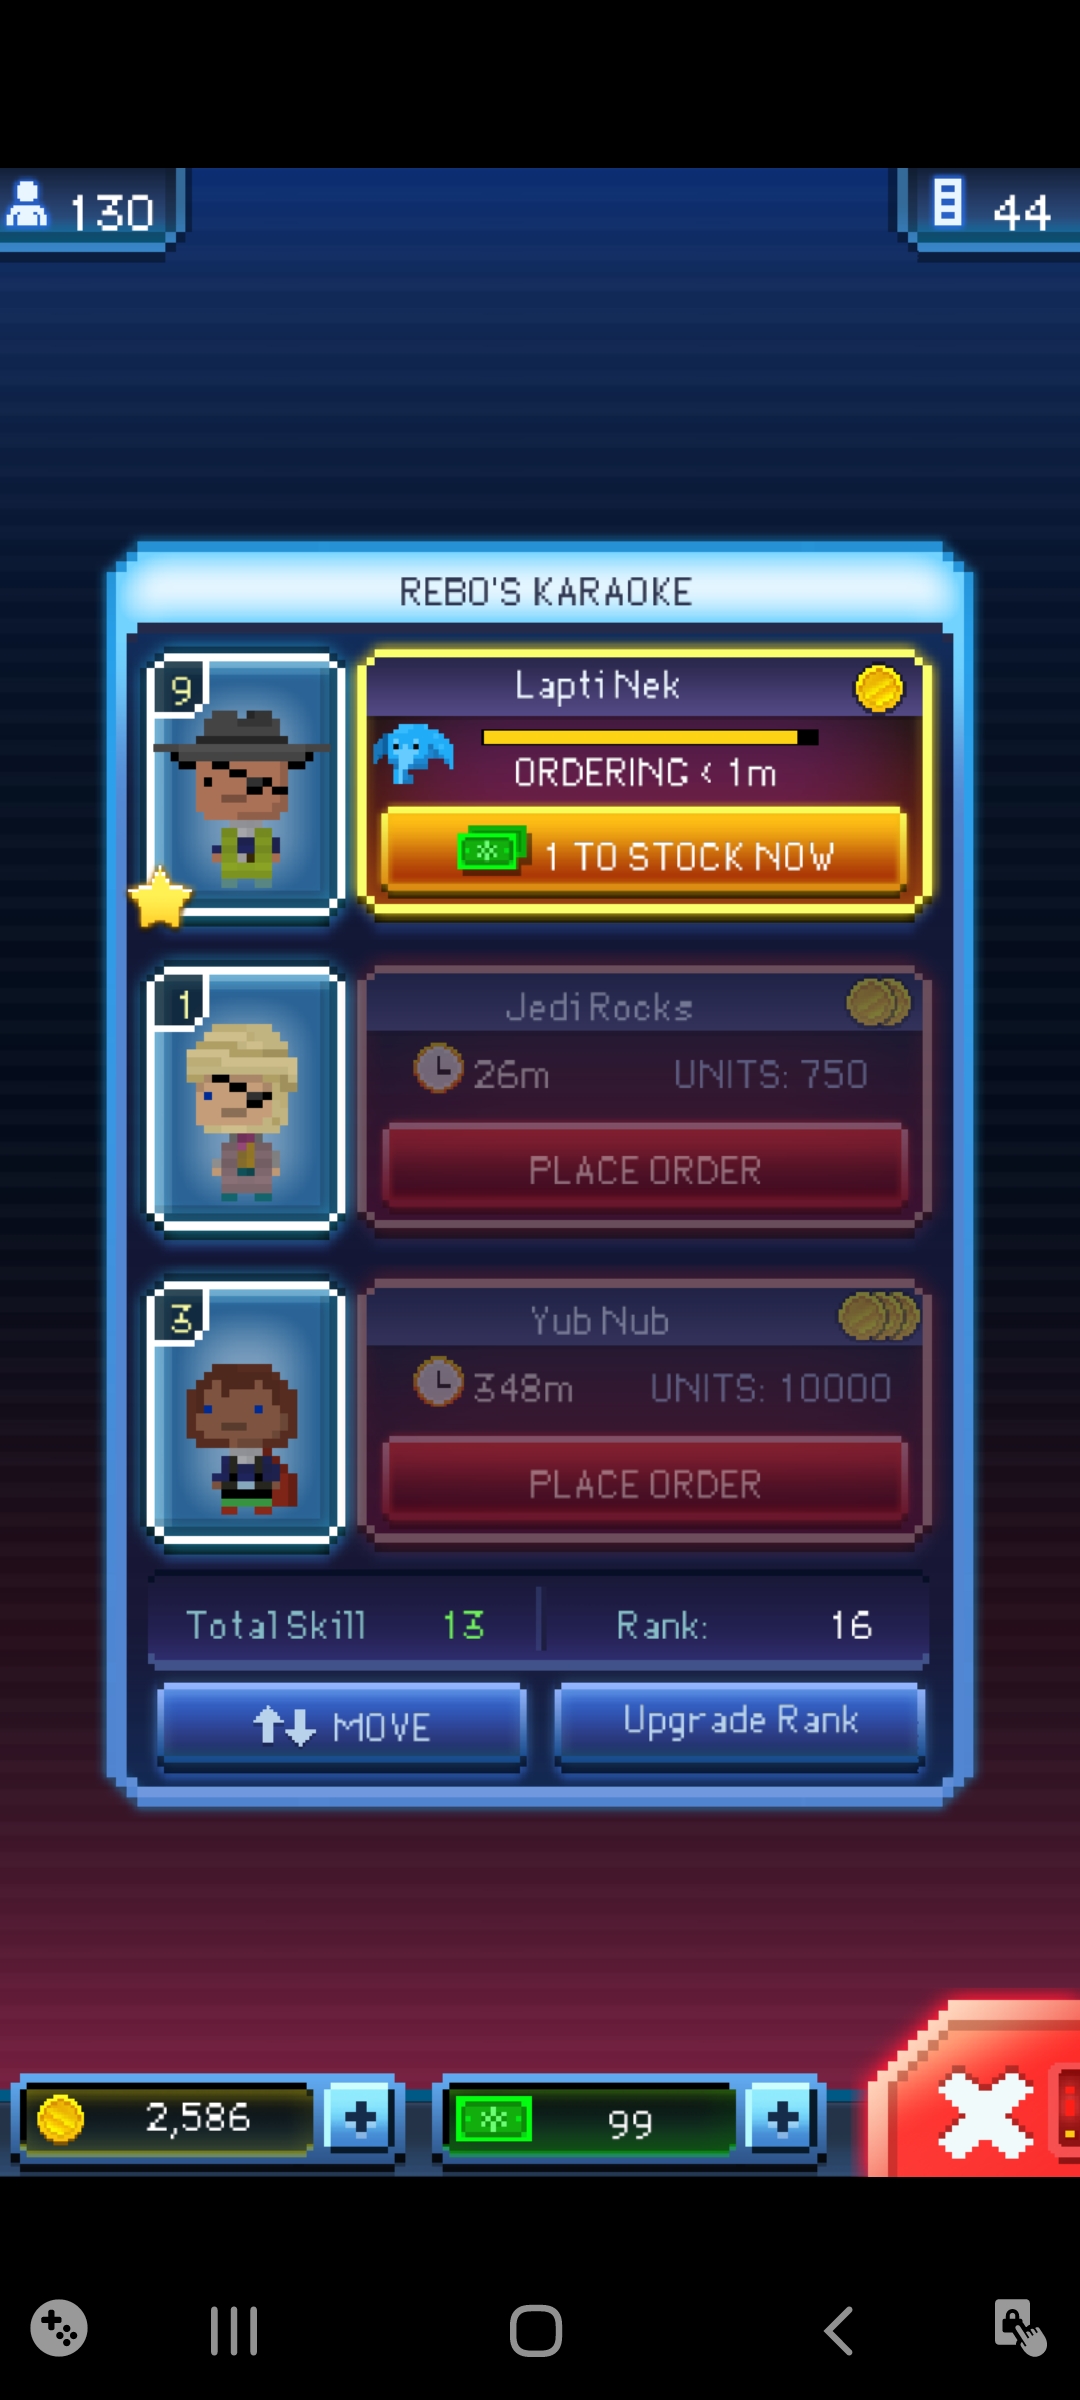 130
44
REBO'S KARAOKE
9
Lapti Nek
ORDERING < 1m
1 TO STOCK NOW
1
Jedi Rocks
26m UNITS: 750
PLACE ORDER
3
Yub Nub
348m UNITS: 10000
PLACE ORDER
Total Skill 13 Rank: 16
MOVE Upgrade Rank
2,586 99